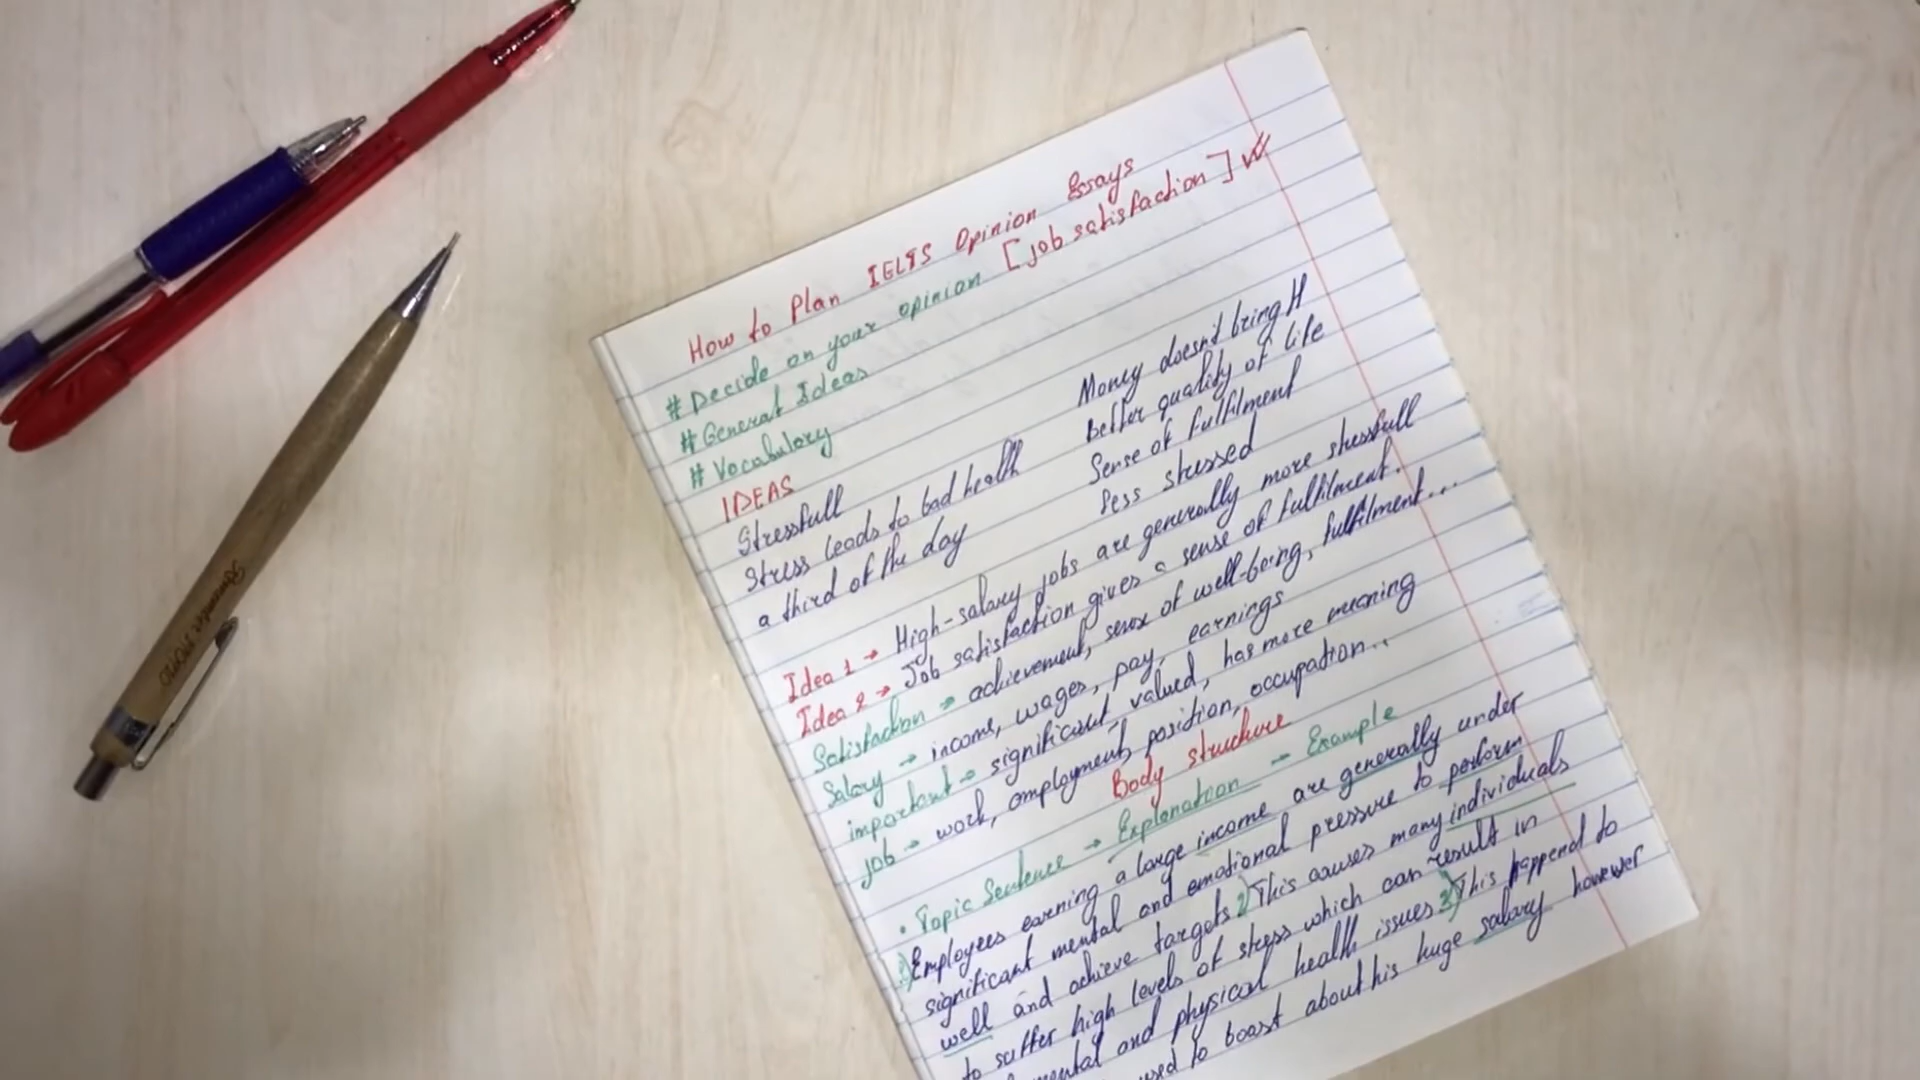 How to Plan IELTS Opinion Essays
# Decide on your opinion [job satisfaction]
# General Ideas
# Vocabulary
IDEAS
Stressfull
Stress leads to bad health
a third of the day
Money doesn't bring H
better quality of life
Sense of fulfilment
less stressed
Idea 1 → High-salary jobs are generally more stressfull
Idea 2 → Job satisfaction gives a sense of fulfilment.
Satisfaction → achievement, sense of well-being, fulfilment...
Salary → income, wages, pay, earnings
important → significant, valued, has more meaning
job → work, employment, position, occupation..
Body structure
• Topic Sentence → Explanation → Example
1) Employees earning a large income are generally under
significant mental and emotional pressure to perform
well and achieve targets 2) This causes many individuals
to suffer high levels of stress which can result in
mental and physical health issues 3) This happend to
used to boast about his huge salary however